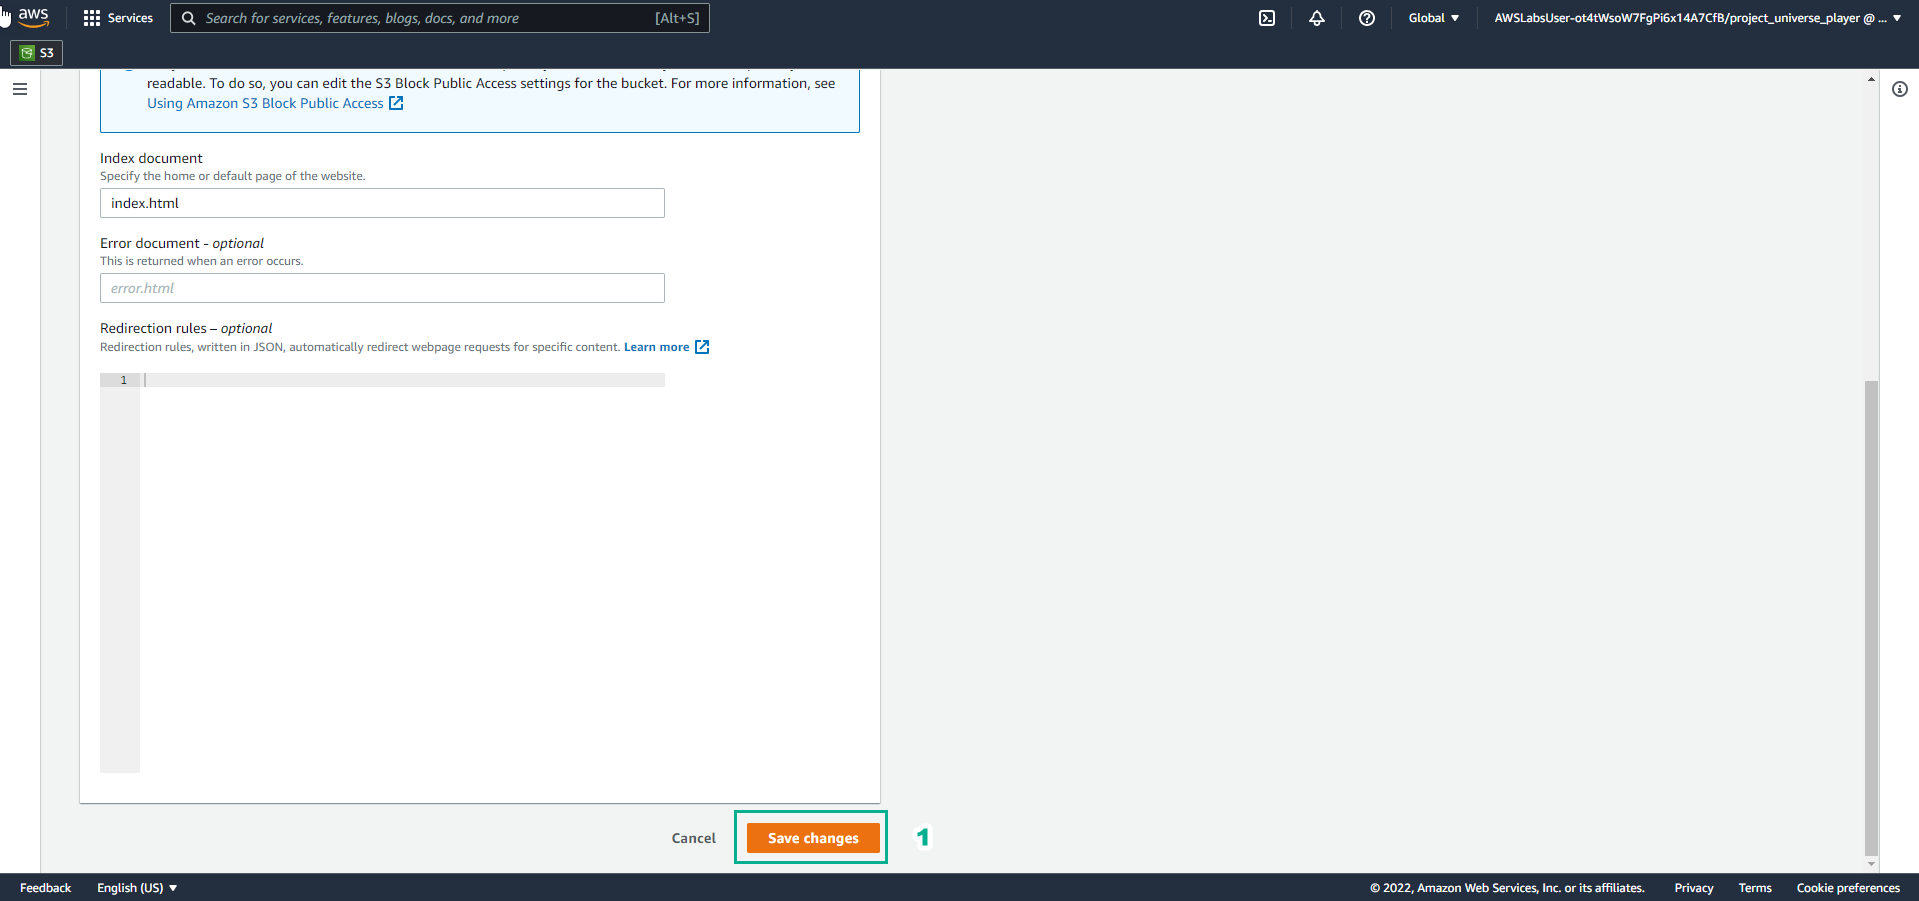 aws
Services
Search for services, features, blogs, docs, and more
[Alt+S]
Global
AWSLabsUser-ot4tWsoW7FgPi6x14A7CfB/project_universe_player @ ...
S3
readable. To do so, you can edit the S3 Block Public Access settings for the bucket. For more information, see
Using Amazon S3 Block Public Access
Index document
Specify the home or default page of the website.
index.html
Error document - optional
This is returned when an error occurs.
error.html
Redirection rules – optional
Redirection rules, written in JSON, automatically redirect webpage requests for specific content. Learn more
1
Cancel
Save changes
1
Feedback
English (US)
© 2022, Amazon Web Services, Inc. or its affiliates.
Privacy
Terms
Cookie preferences